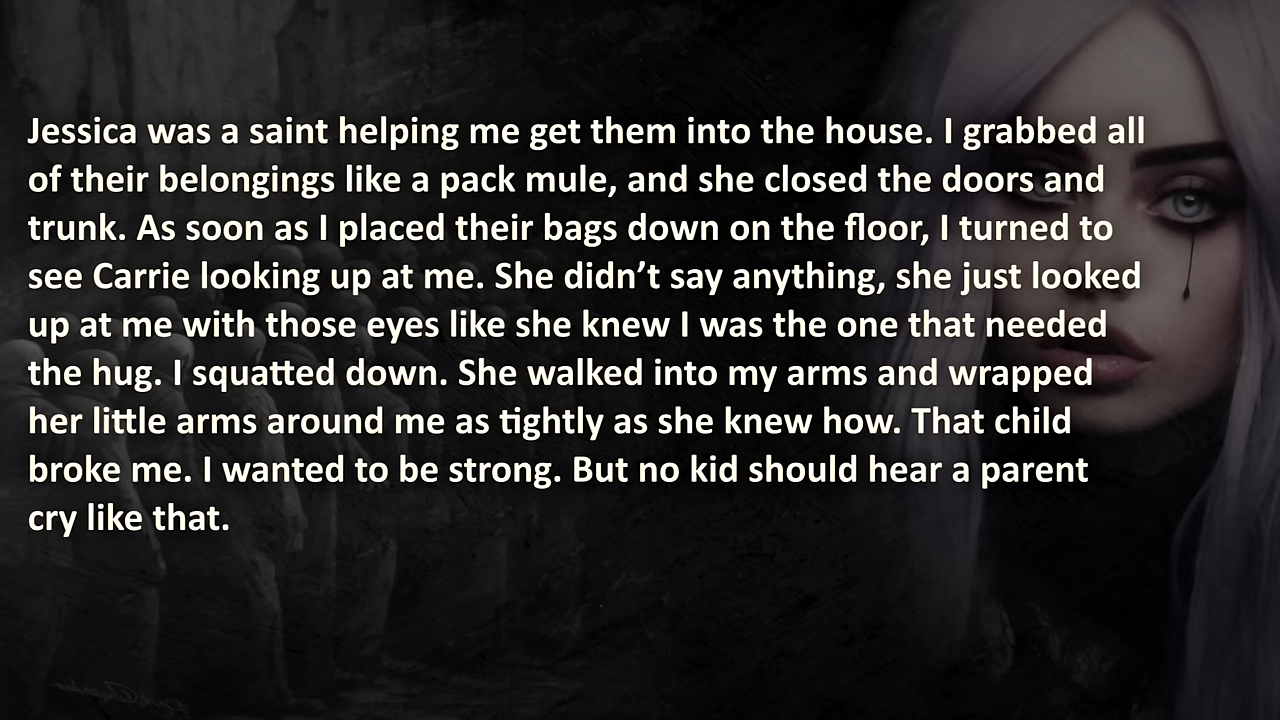 Jessica was a saint helping me get them into the house. I grabbed all
of their belongings like a pack mule, and she closed the doors and
trunk. As soon as I placed their bags down on the floor, I turned to
see Carrie looking up at me. She didn’t say anything, she just looked
up at me with those eyes like she knew I was the one that needed
the hug. I squatted down. She walked into my arms and wrapped
her little arms around me as tightly as she knew how. That child
broke me. I wanted to be strong. But no kid should hear a parent
cry like that.